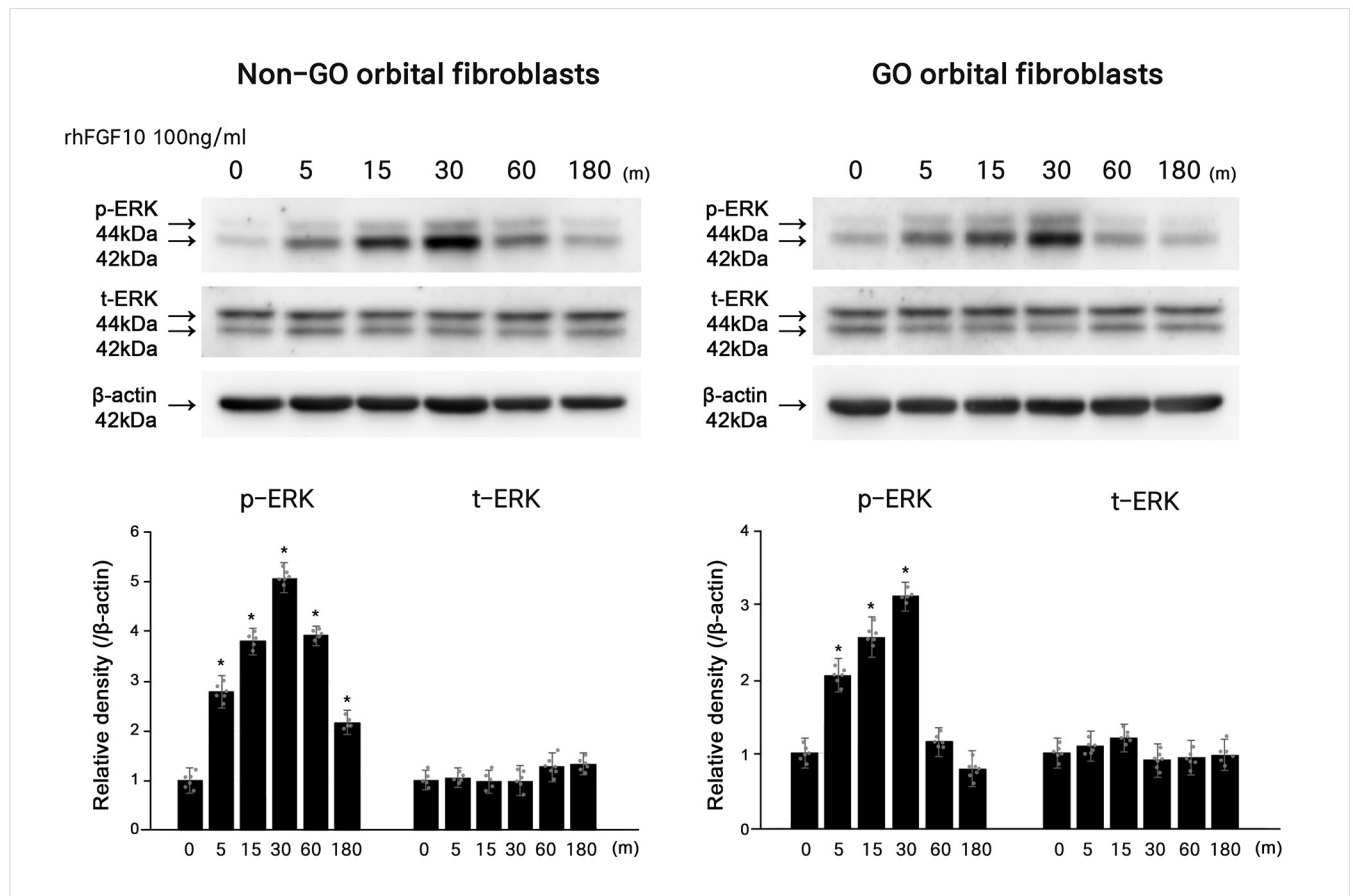 Non-GO orbital fibroblasts
rhFGF10 100ng/ml
0 5 15 30 60 180 (m)
p-ERK →
44kDa →
42kDa
t-ERK →
44kDa →
42kDa
β-actin →
42kDa
p-ERK t-ERK
Relative density (/β-actin)
6
5
4
3
2
1
0
* * * * *
0 5 15 30 60 180 0 5 15 30 60 180 (m)
GO orbital fibroblasts
0 5 15 30 60 180 (m)
p-ERK →
44kDa →
42kDa
t-ERK →
44kDa →
42kDa
β-actin →
42kDa
p-ERK t-ERK
Relative density (/β-actin)
4
3
2
1
0
* * *
0 5 15 30 60 180 0 5 15 30 60 180 (m)